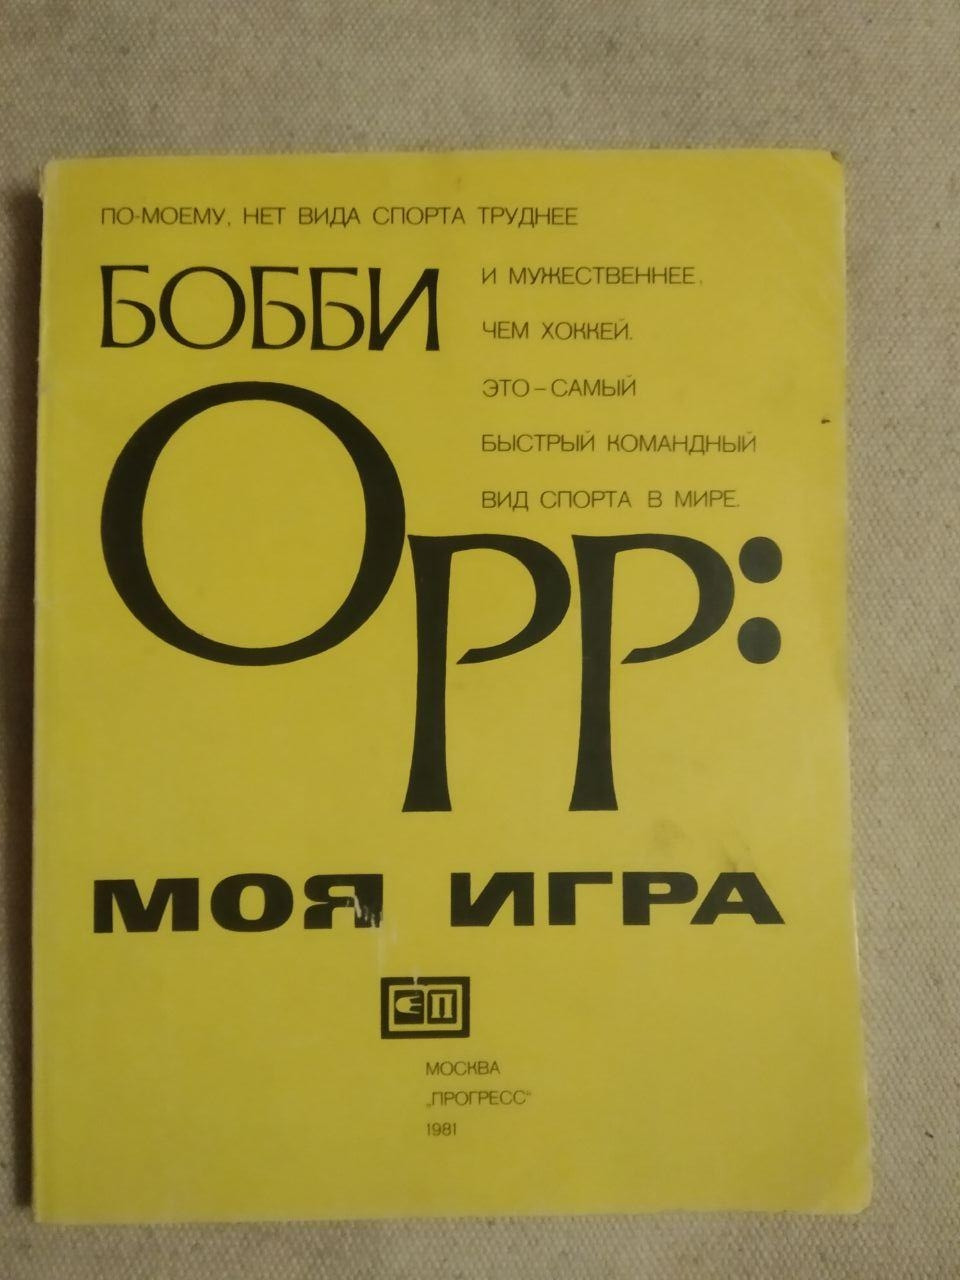 ПО-МОЕМУ, НЕТ ВИДА СПОРТА ТРУДНЕЕ
И МУЖЕСТВЕННЕЕ,
ЧЕМ ХОККЕЙ.
ЭТО – САМЫЙ
БЫСТРЫЙ КОМАНДНЫЙ
ВИД СПОРТА В МИРЕ.
БОББИ
ОРР:
МОЯ ИГРА
П
МОСКВА
„ПРОГРЕСС“
1981